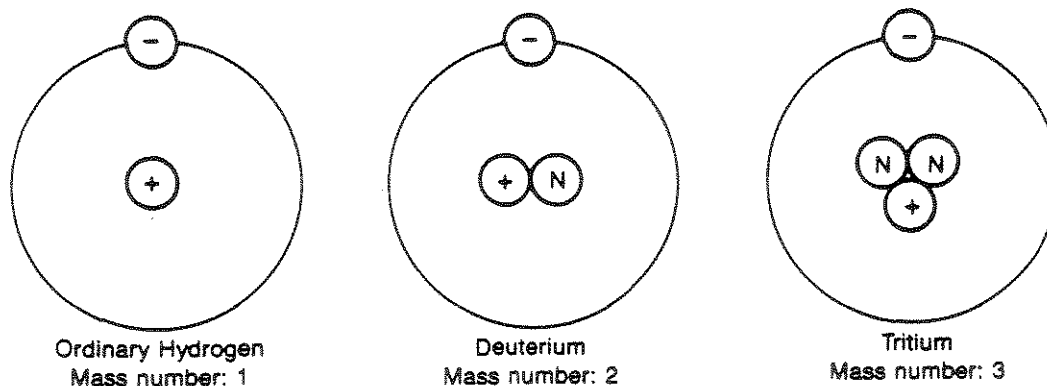 −
+
Ordinary Hydrogen
Mass number: 1
−
+ N
Deuterium
Mass number: 2
−
N N
+
Tritium
Mass number: 3